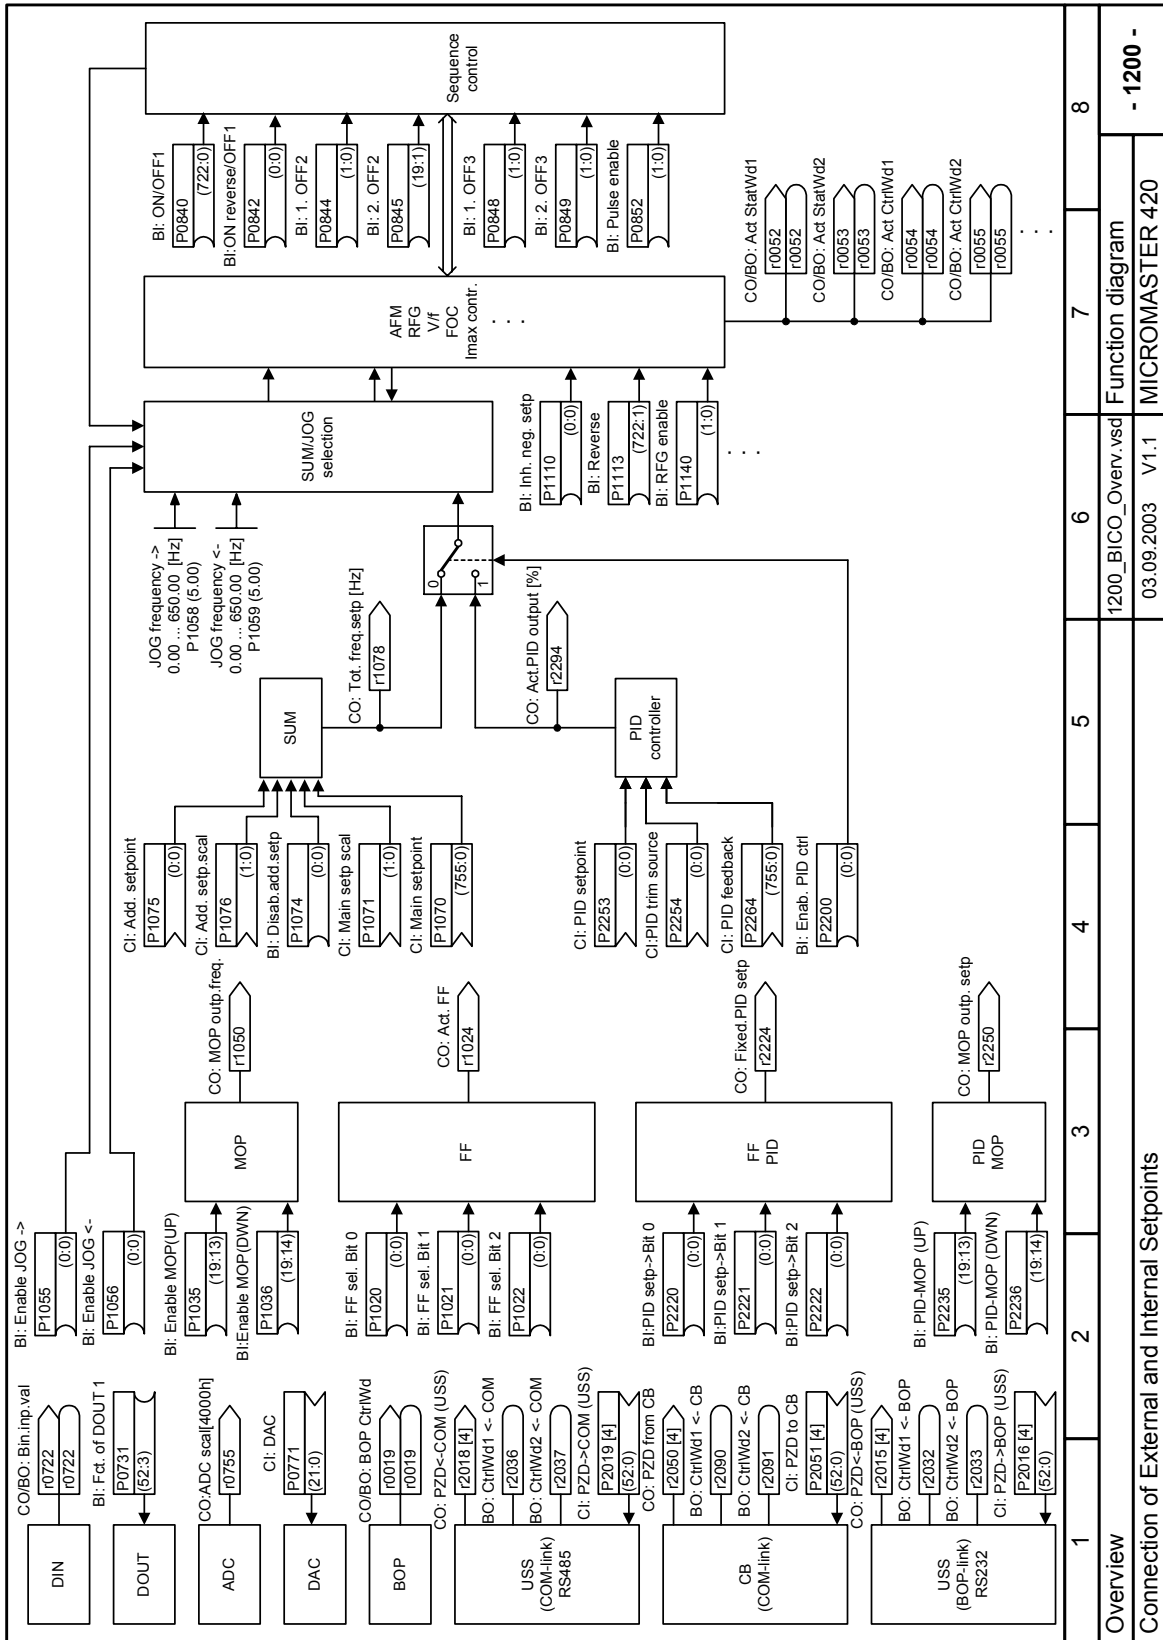 DIN
DOUT
ADC
DAC
BOP
USS
(COM-link)
RS485
CB
(COM-link)
USS
(BOP-link)
RS232
CO/BO: Bin.inp.val
r0722
r0722
BI: Fct. of DOUT 1
P0731
(52:3)
CO:ADC scal[4000h]
r0755
CI: DAC
P0771
(21:0)
CO/BO: BOP CtrlWd
r0019
r0019
CO: PZD<-COM (USS)
r2018 [4]
BO: CtrlWd1 <- COM
r2036
BO: CtrlWd2 <- COM
r2037
CI: PZD->COM (USS)
P2019 [4]
(52:0)
CO: PZD from CB
r2050 [4]
BO: CtrlWd1 <- CB
r2090
BO: CtrlWd2 <- CB
r2091
CI: PZD to CB
P2051 [4]
(52:0)
CO: PZD<-BOP (USS)
r2015 [4]
BO: CtrlWd1 <- BOP
r2032
BO: CtrlWd2 <- BOP
r2033
CI: PZD->BOP (USS)
P2016 [4]
(52:0)
BI: Enable JOG ->
P1055
(0:0)
BI: Enable JOG <-
P1056
(0:0)
BI: Enable MOP(UP)
P1035
(19:13)
BI:Enable MOP(DWN)
P1036
(19:14)
BI: FF sel. Bit 0
P1020
(0:0)
BI: FF sel. Bit 1
P1021
(0:0)
BI: FF sel. Bit 2
P1022
(0:0)
BI:PID setp->Bit 0
P2220
(0:0)
BI:PID setp->Bit 1
P2221
(0:0)
BI:PID setp->Bit 2
P2222
(0:0)
BI: PID-MOP (UP)
P2235
(19:13)
BI: PID-MOP (DWN)
P2236
(19:14)
MOP
FF
FF
PID
PID
MOP
CO: MOP outp.freq.
r1050
CO: Act. FF
r1024
CO: Fixed.PID setp
r2224
CO: MOP outp. setp
r2250
CI: Add. setpoint
P1075
(0:0)
CI: Add. setp.scal
P1076
(1:0)
BI: Disab.add.setp
P1074
(0:0)
CI: Main setp scal
P1071
(1:0)
CI: Main setpoint
P1070
(755:0)
CI: PID setpoint
P2253
(0:0)
CI:PID trim source
P2254
(0:0)
CI: PID feedback
P2264
(755:0)
BI: Enab. PID ctrl
P2200
(0:0)
SUM
PID
controller
CO: Tot. freq.setp [Hz]
r1078
CO: Act.PID output [%]
r2294
0
1
JOG frequency ->
0.00 ... 650.00 [Hz]
P1058 (5.00)
JOG frequency <-
0.00 ... 650.00 [Hz]
P1059 (5.00)
SUM/JOG
selection
BI: Inh. neg. setp
P1110
(0:0)
BI: Reverse
P1113
(722:1)
BI: RFG enable
P1140
(1:0)
. . .
AFM
RFG
V/f
FOC
Imax contr.
. . .
BI: ON/OFF1
P0840
(722:0)
BI:ON reverse/OFF1
P0842
(0:0)
BI: 1. OFF2
P0844
(1:0)
BI: 2. OFF2
P0845
(19:1)
BI: 1. OFF3
P0848
(1:0)
BI: 2. OFF3
P0849
(1:0)
BI: Pulse enable
P0852
(1:0)
Sequence
control
CO/BO: Act StatWd1
r0052
r0052
CO/BO: Act StatWd2
r0053
r0053
CO/BO: Act CtrlWd1
r0054
r0054
CO/BO: Act CtrlWd2
r0055
r0055
. . .
1 2 3 4 5 6 7 8
Overview
1200_BICO_Overv.vsd
Function diagram
- 1200 -
Connection of External and Internal Setpoints
03.09.2003 V1.1
MICROMASTER 420